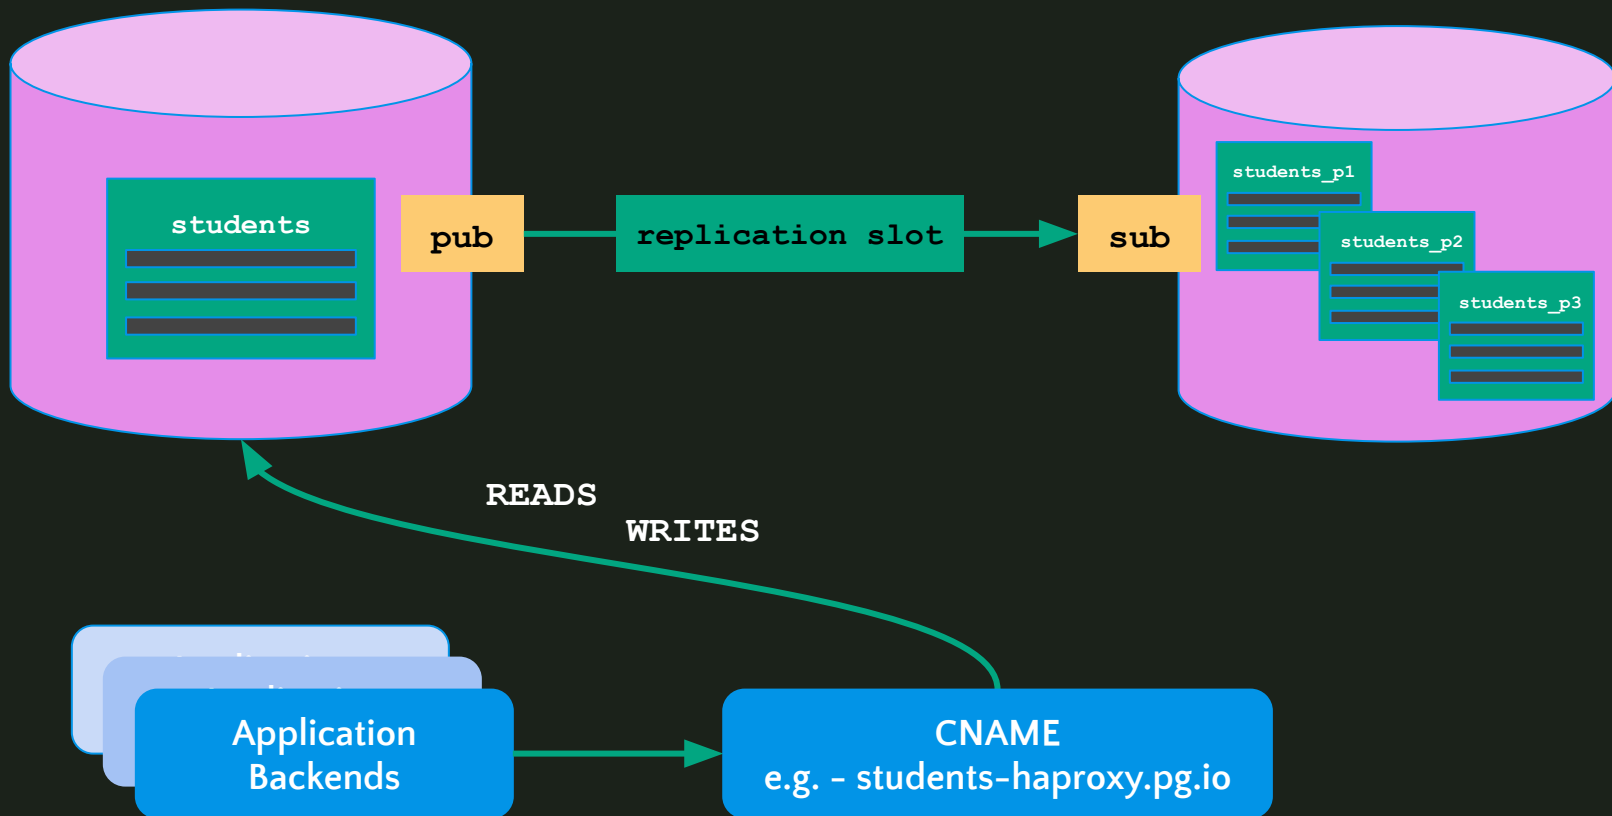 students
pub
replication slot
sub
students_p1
students_p2
students_p3
READS
WRITES
Application
Backends
CNAME
e.g. - students-haproxy.pg.io